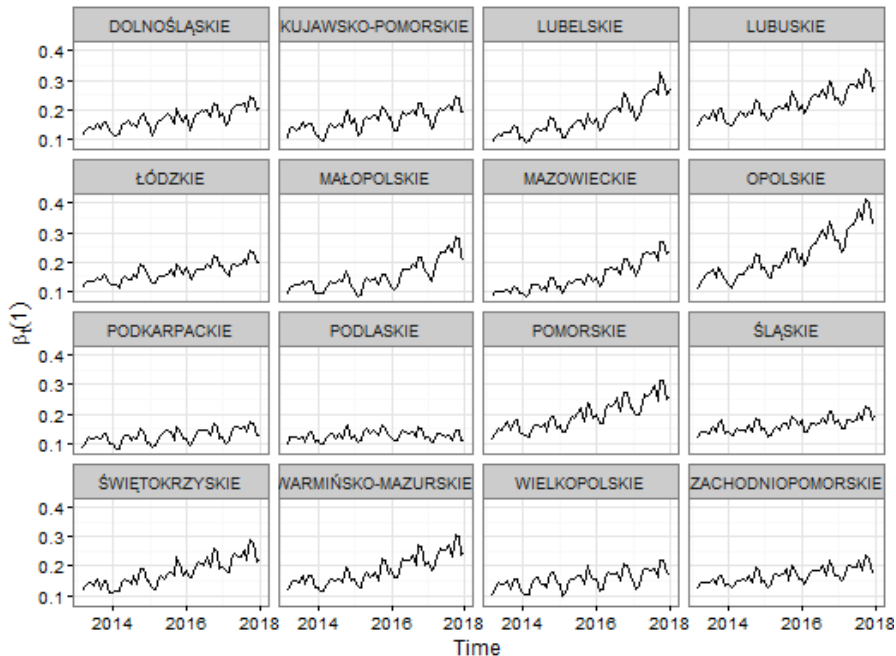 DOLNOŚLĄSKIE KUJAWSKO-POMORSKIE LUBELSKIE LUBUSKIE
0.4
0.3
0.2
0.1
ŁÓDZKIE MAŁOPOLSKIE MAZOWIECKIE OPOLSKIE
0.4
0.3
0.2
0.1
βt(1)
PODKARPACKIE PODLASKIE POMORSKIE ŚLĄSKIE
0.4
0.3
0.2
0.1
ŚWIĘTOKRZYSKIE WARMIŃSKO-MAZURSKIE WIELKOPOLSKIE ZACHODNIOPOMORSKIE
0.4
0.3
0.2
0.1
2014 2016 2018 2014 2016 2018 2014 2016 2018 2014 2016 2018
Time